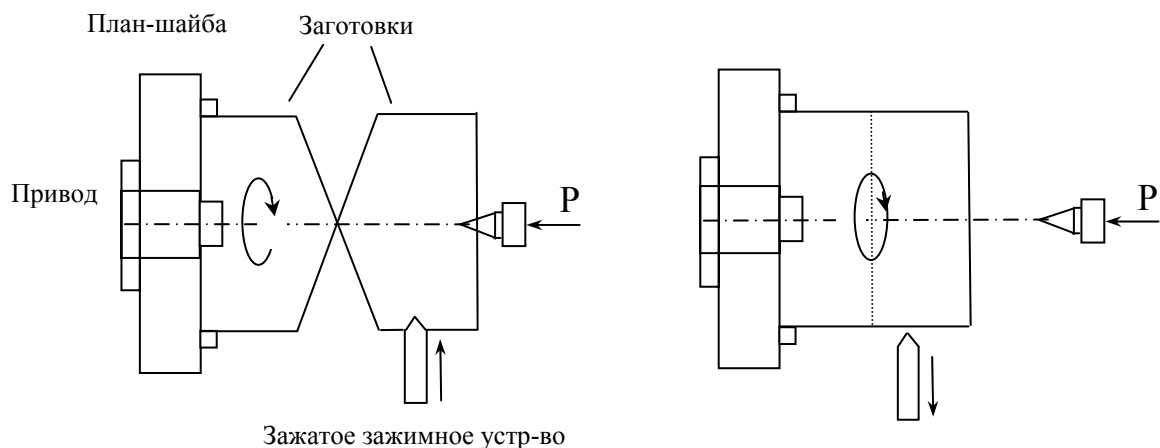 План-шайба
Заготовки
Привод
P
P
Зажатое зажимное устр-во